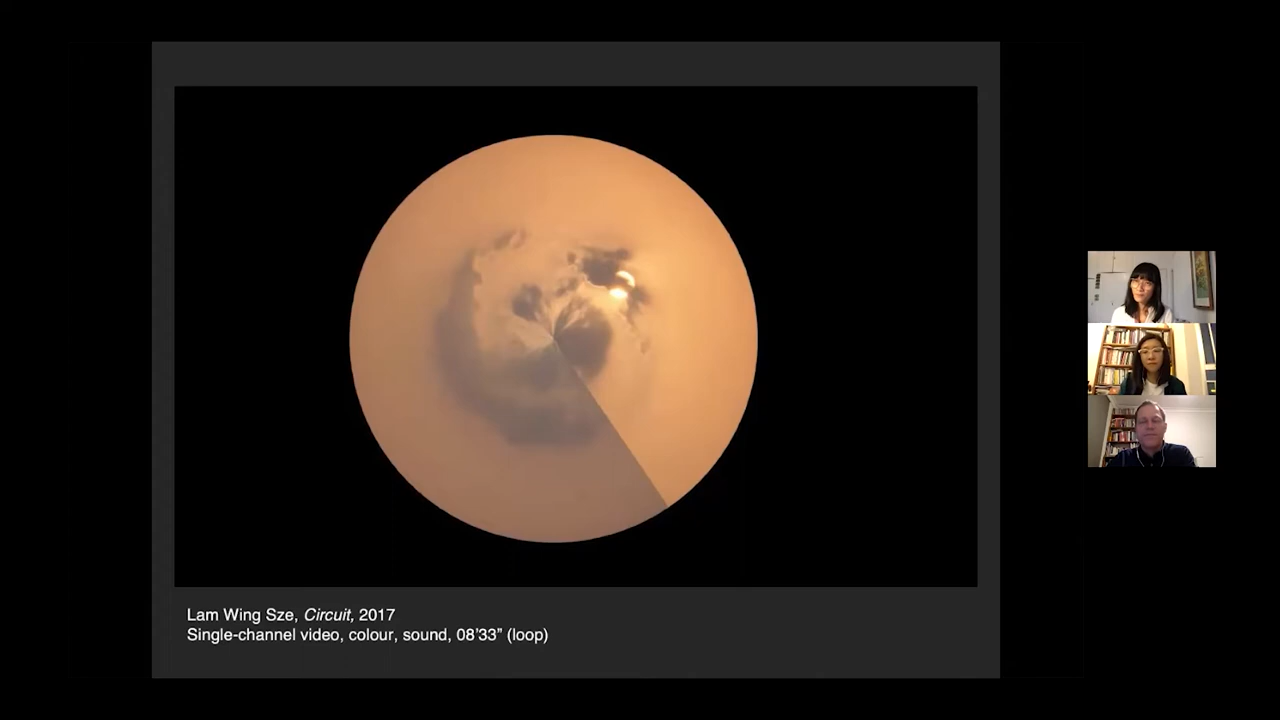 Lam Wing Sze, Circuit, 2017
Single-channel video, colour, sound, 08’33” (loop)